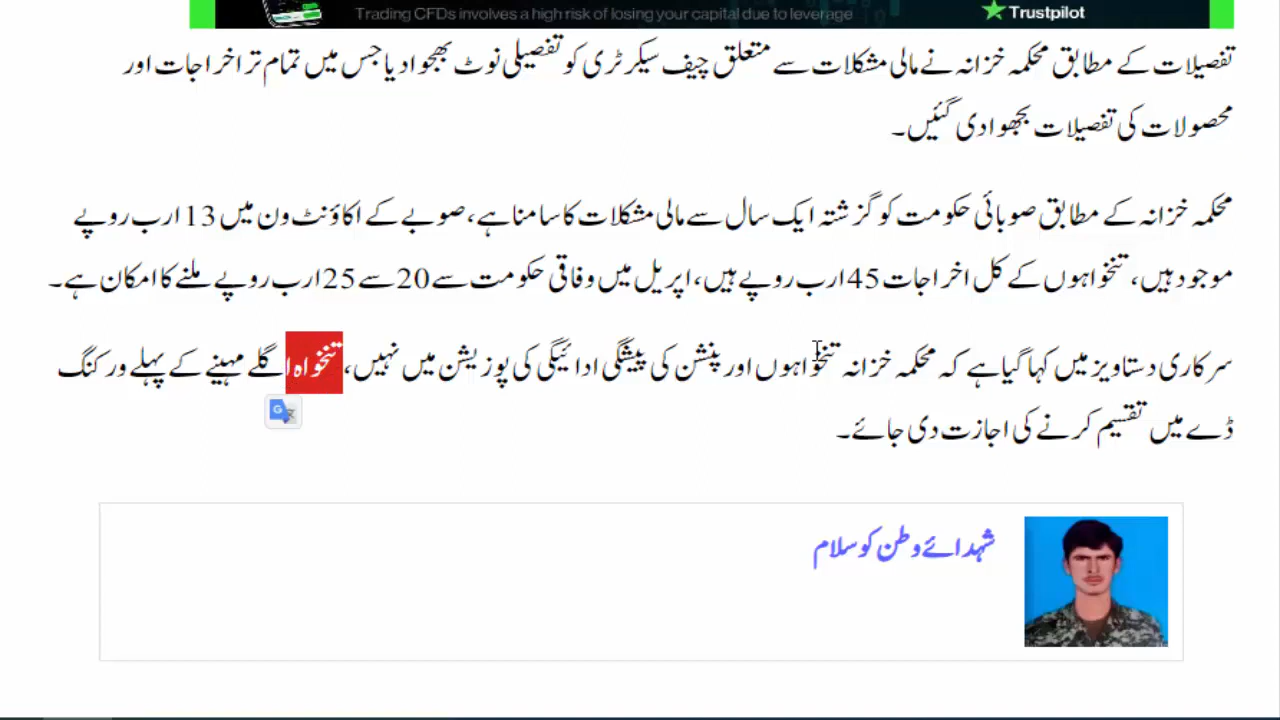 Trading CFDs involves a high risk of losing your capital due to leverage
Trustpilot
تفصیلات کے مطابق محکمہ خزانہ نے مالی مشکلات سے متعلق چیف سیکرٹری کو تفصیلی نوٹ بھجوا دیا جس میں تمام تر اخراجات اور
محصولات کی تفصیلات بجھوا دی گئیں۔
محکمہ خزانہ کے مطابق صوبائی حکومت کو گزشتہ ایک سال سے مالی مشکلات کا سامنا ہے، صوبے کے اکاؤنٹ ون میں 13 ارب روپے
موجود ہیں، تنخواہوں کے کل اخراجات 45 ارب روپے ہیں، اپریل میں وفاقی حکومت سے 20 سے 25 ارب روپے ملنے کا امکان ہے۔
سرکاری دستاویز میں کہا گیا ہے کہ محکمہ خزانہ تنخواہوں اور پنشن کی پیشگی ادائیگی کی پوزیشن میں نہیں، تنخواہ اگلے مہینے کے پہلے ورکنگ
ڈے میں تقسیم کرنے کی اجازت دی جائے۔
شہدائے وطن کو سلام